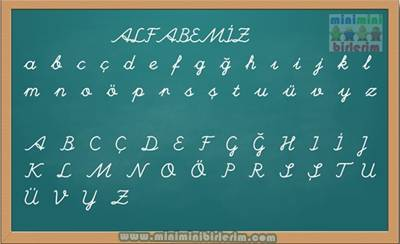 minimini
birlerim
ALFABEMİZ
a b c ç d e f g ğ h ı i j k l
m n o ö p r s ş t u ü v y z
A B C Ç D E F G Ğ H I İ J
K L M N O Ö P R S Ş T U
Ü V Y Z
www.miniminibirlerim.com